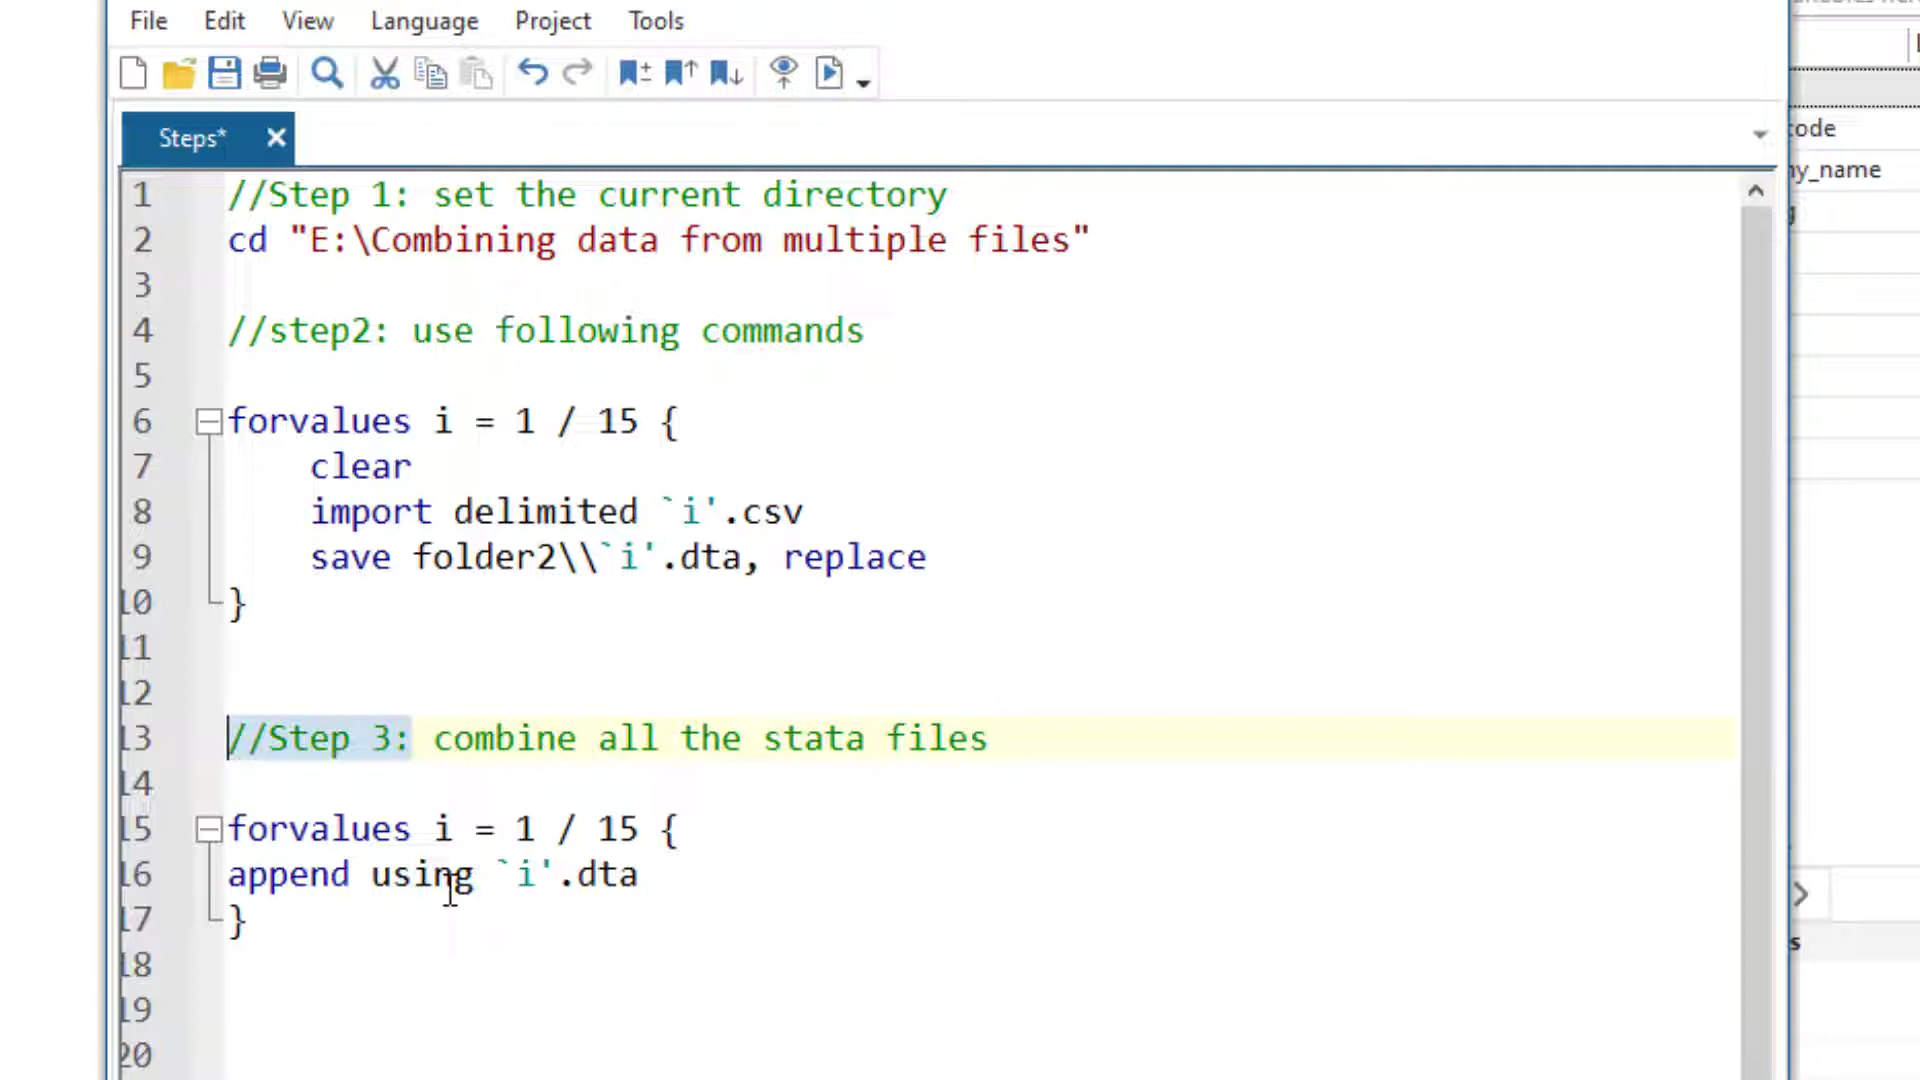 File Edit View Language Project Tools
Steps*
code
ny_name
1 //Step 1: set the current directory
2 cd "E:\Combining data from multiple files"
3
4 //step2: use following commands
5
6 forvalues i = 1 / 15 {
7 clear
8 import delimited `i'.csv
9 save folder2\\`i'.dta, replace
10 }
11
12
13 //Step 3: combine all the stata files
14
15 forvalues i = 1 / 15 {
16 append using `i'.dta
17 }
18
19
20